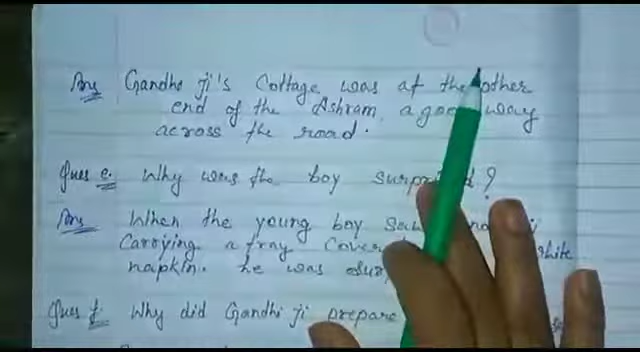 Ans Gandhi ji's Cottage was at the other
end of the Ashram, a good way
across the road.
Ques e. Why was the boy ?
Ans When the young boy
Carrying a tray white
napkin. he was
Ques f. Why did Gandhi ji prepare